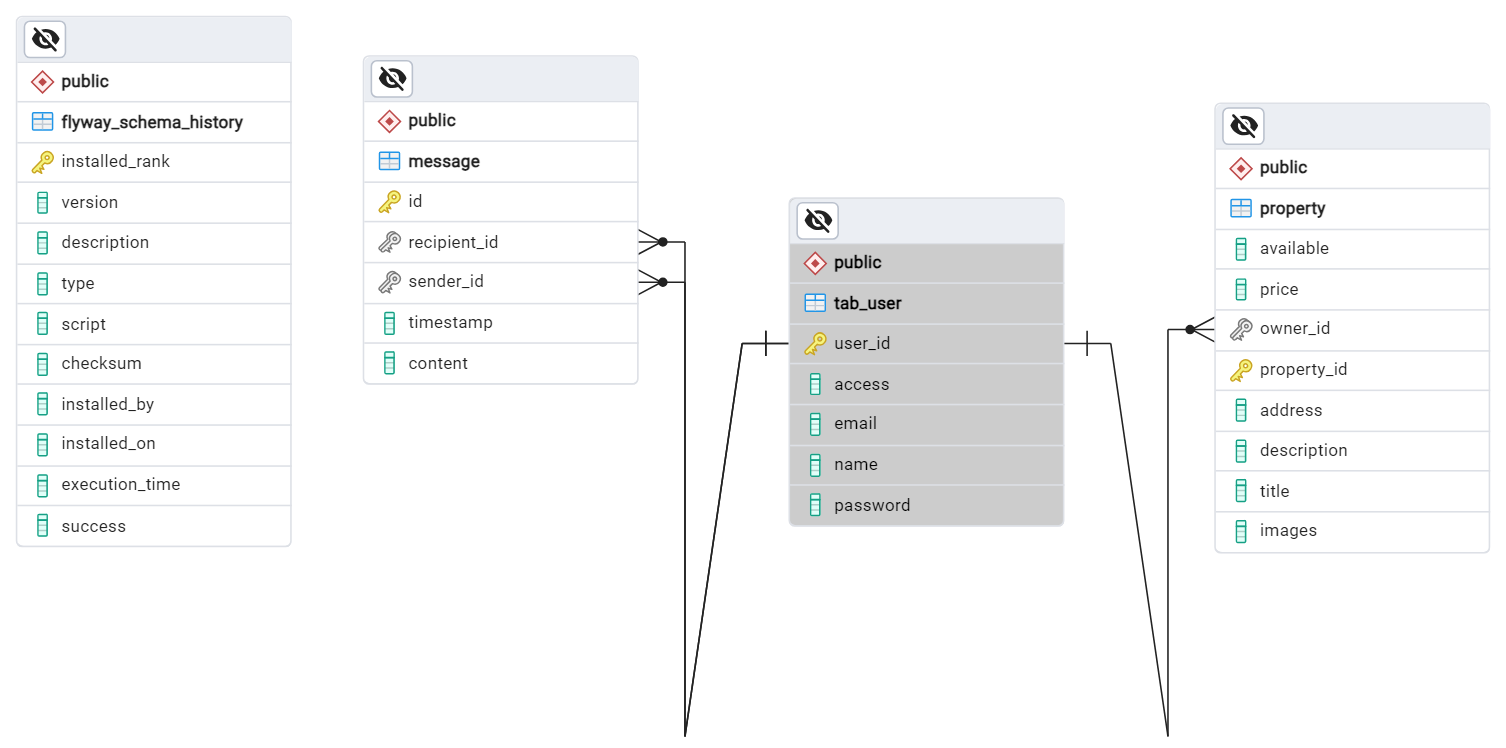 public
flyway_schema_history
installed_rank
version
description
type
script
checksum
installed_by
installed_on
execution_time
success
public
message
id
recipient_id
sender_id
timestamp
content
public
tab_user
user_id
access
email
name
password
public
property
available
price
owner_id
property_id
address
description
title
images